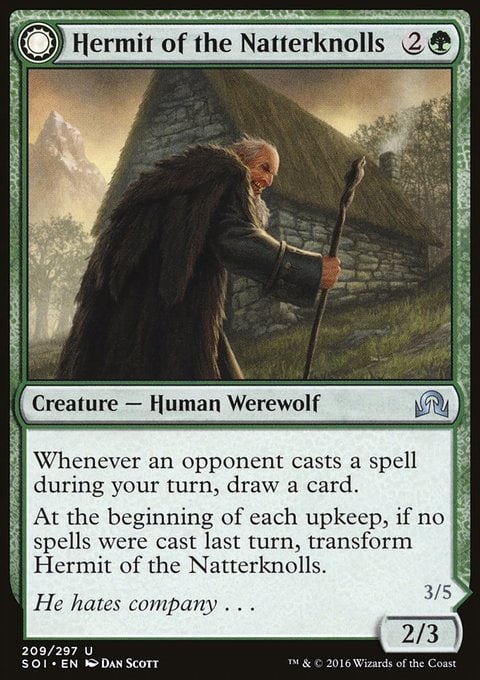 Hermit of the Natterknolls 2
Creature — Human Werewolf
Whenever an opponent casts a spell
during your turn, draw a card.
At the beginning of each upkeep, if no
spells were cast last turn, transform
Hermit of the Natterknolls.
He hates company . . .
3/5
2/3
209/297 U
SOI • EN Dan Scott
™ & © 2016 Wizards of the Coast